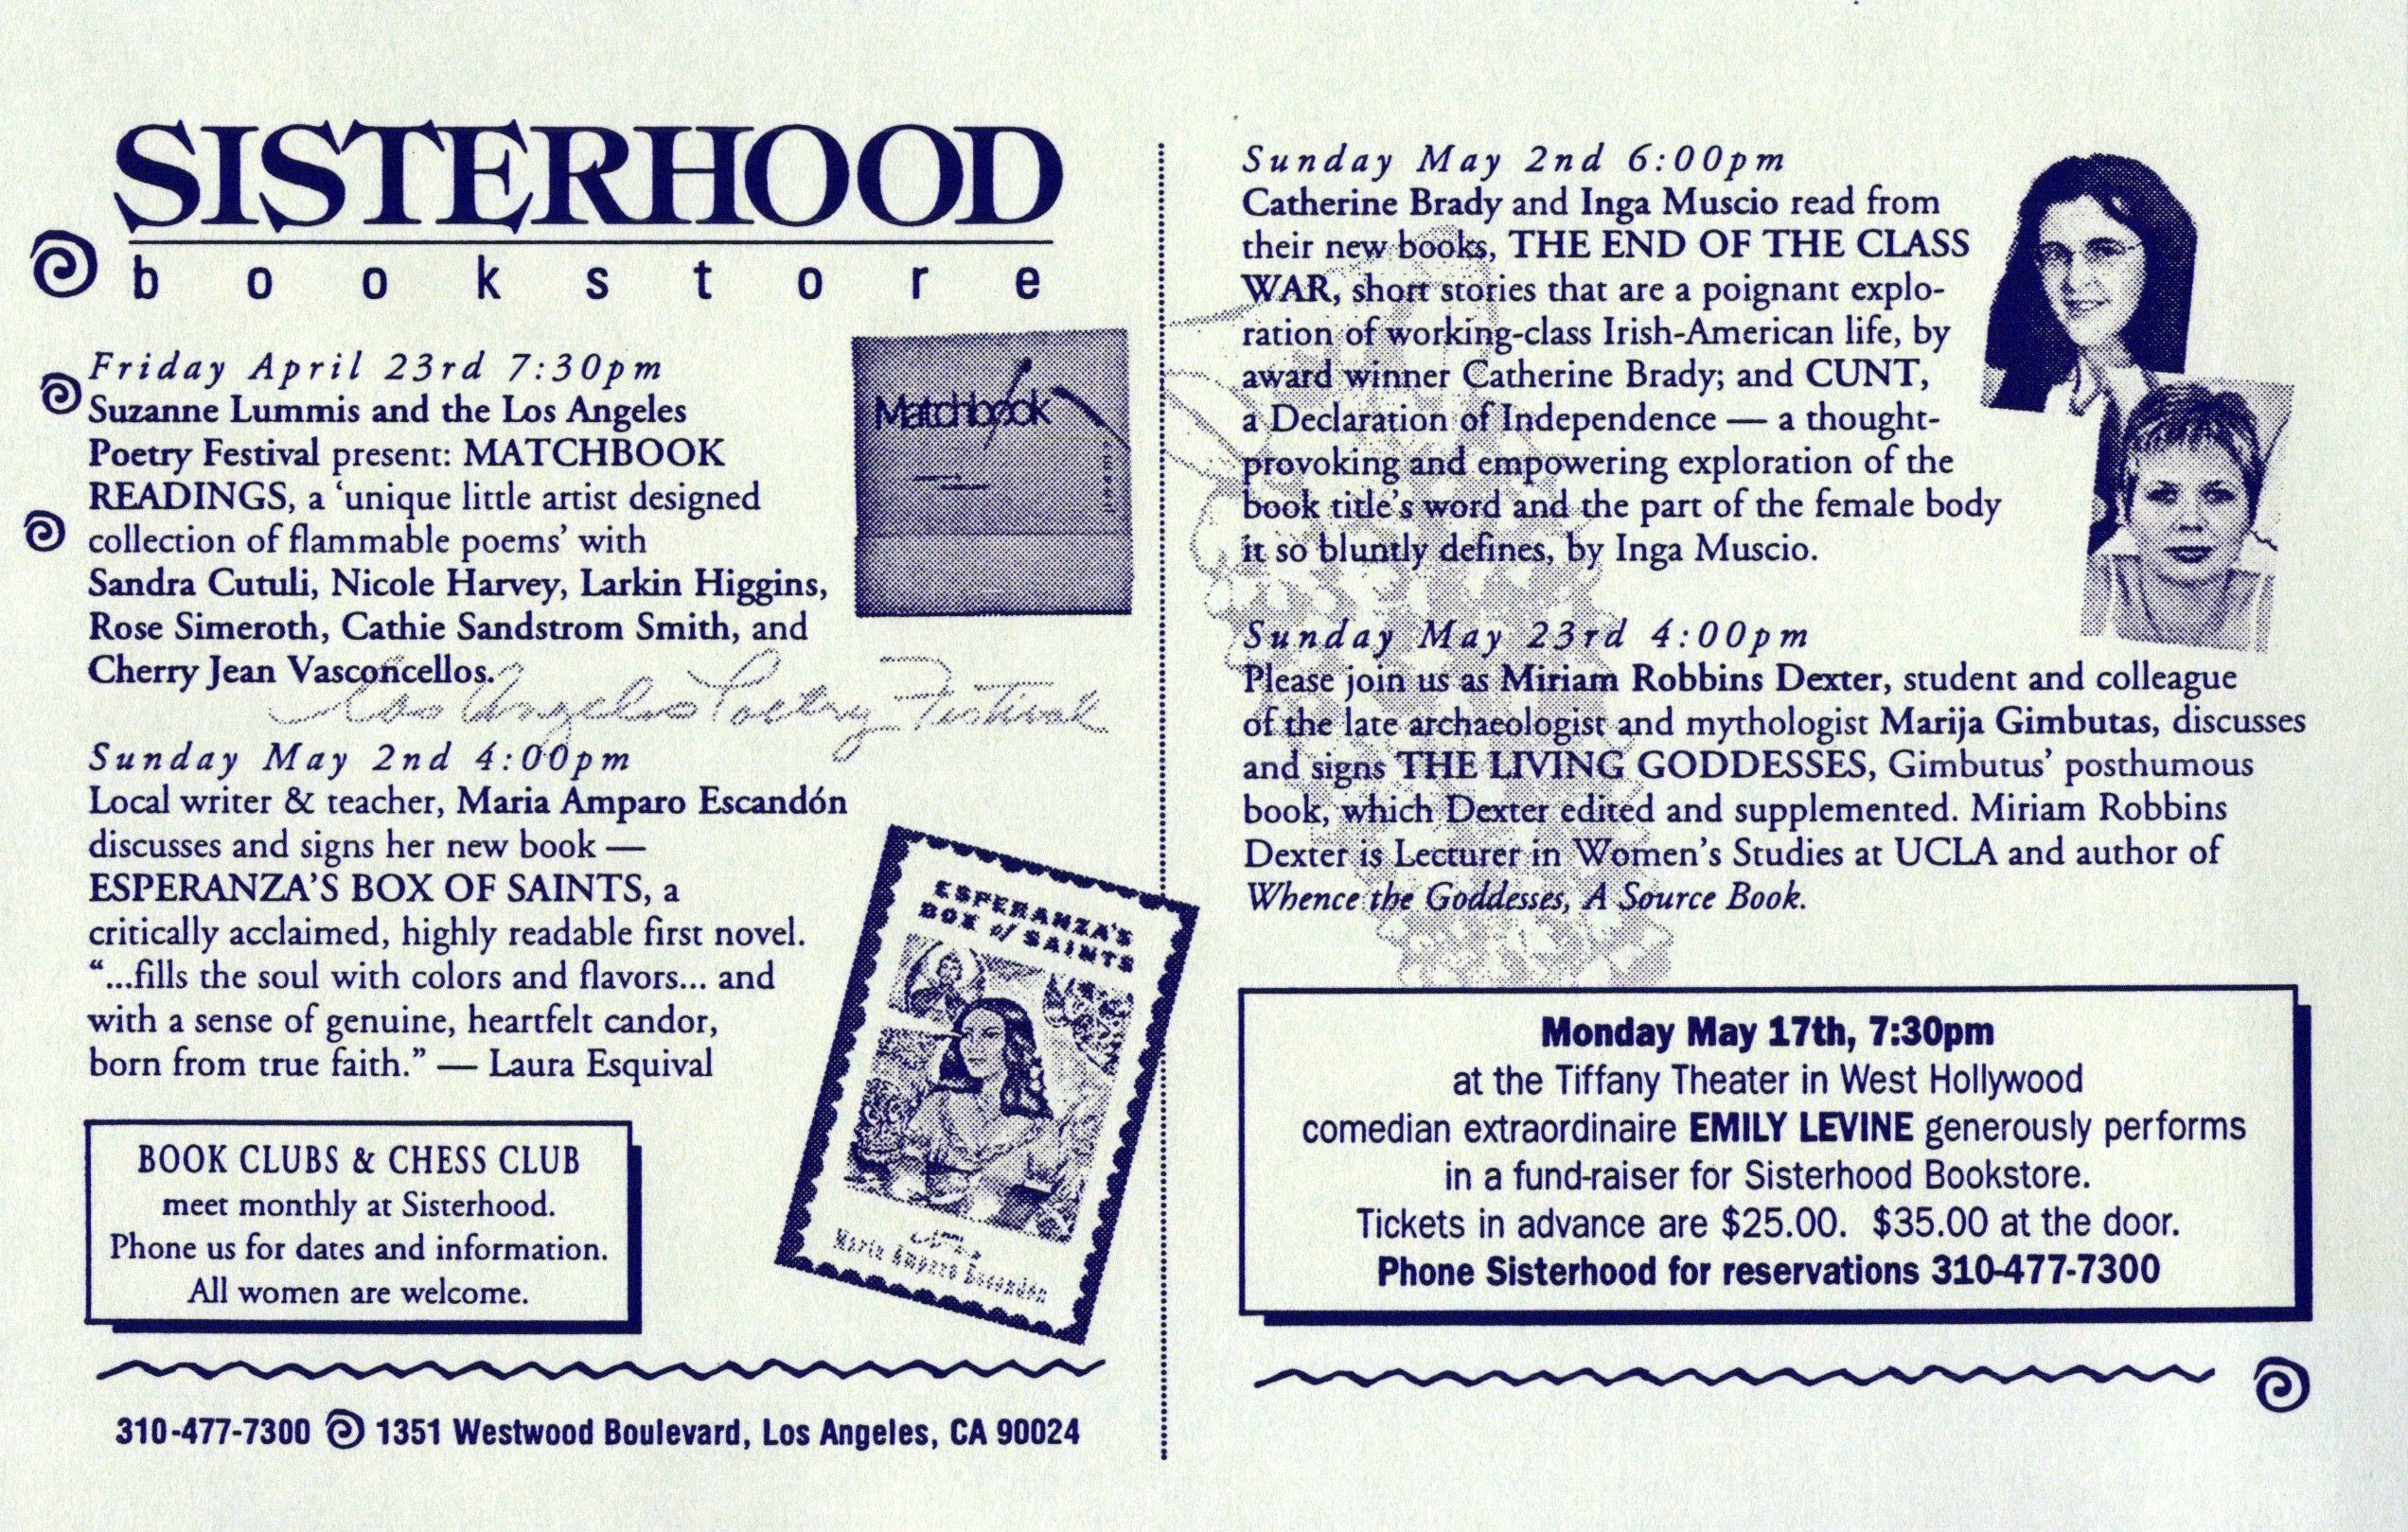 SISTERHOOD
bookstore
Friday April 23rd 7:30pm
Suzanne Lummis and the Los Angeles
Poetry Festival present: MATCHBOOK
READINGS, a ‘unique little artist designed
collection of flammable poems’ with
Sandra Cutuli, Nicole Harvey, Larkin Higgins,
Rose Simeroth, Cathie Sandstrom Smith, and
Cherry Jean Vasconcellos.
Matchbook
Los Angeles Poetry Festival
Sunday May 2nd 4:00pm
Local writer & teacher, Maria Amparo Escandón
discusses and signs her new book —
ESPERANZA’S BOX OF SAINTS, a
critically acclaimed, highly readable first novel.
“...fills the soul with colors and flavors... and
with a sense of genuine, heartfelt candor,
born from true faith.” — Laura Esquival
ESPERANZA'S
BOX of SAINTS
María Amparo Escandón
BOOK CLUBS & CHESS CLUB
meet monthly at Sisterhood.
Phone us for dates and information.
All women are welcome.
310-477-7300 1351 Westwood Boulevard, Los Angeles, CA 90024
Sunday May 2nd 6:00pm
Catherine Brady and Inga Muscio read from
their new books, THE END OF THE CLASS
WAR, short stories that are a poignant explo-
ration of working-class Irish-American life, by
award winner Catherine Brady; and CUNT,
a Declaration of Independence — a thought-
provoking and empowering exploration of the
book title’s word and the part of the female body
it so bluntly defines, by Inga Muscio.
Sunday May 23rd 4:00pm
Please join us as Miriam Robbins Dexter, student and colleague
of the late archaeologist and mythologist Marija Gimbutas, discusses
and signs THE LIVING GODDESSES, Gimbutus’ posthumous
book, which Dexter edited and supplemented. Miriam Robbins
Dexter is Lecturer in Women’s Studies at UCLA and author of
Whence the Goddesses, A Source Book.
Monday May 17th, 7:30pm
at the Tiffany Theater in West Hollywood
comedian extraordinaire EMILY LEVINE generously performs
in a fund-raiser for Sisterhood Bookstore.
Tickets in advance are $25.00. $35.00 at the door.
Phone Sisterhood for reservations 310-477-7300